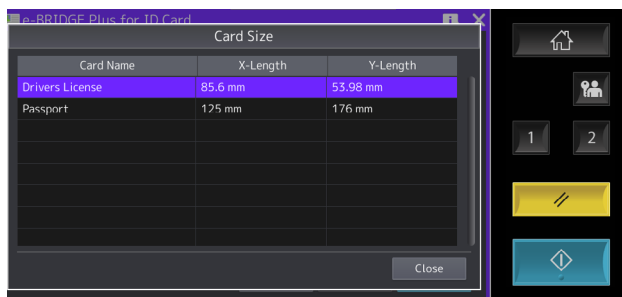 e-BRIDGE Plus for ID Card
Card Size
Card Name X-Length Y-Length
Drivers License 85.6 mm 53.98 mm
Passport 125 mm 176 mm
Close
1 2